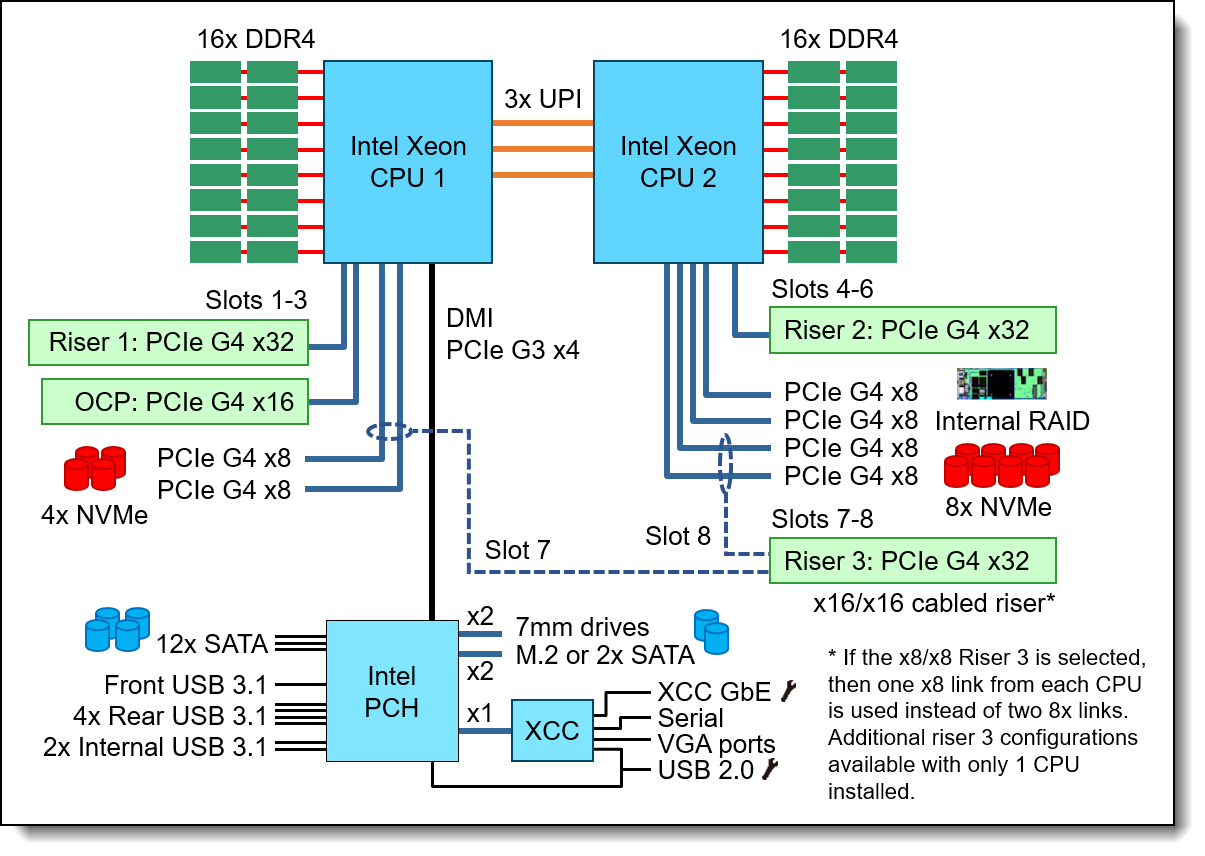 16x DDR4
16x DDR4
3x UPI
Intel Xeon
CPU 1
Intel Xeon
CPU 2
Slots 1-3
Riser 1: PCIe G4 x32
OCP: PCIe G4 x16
DMI
PCIe G3 x4
Slots 4-6
Riser 2: PCIe G4 x32
PCIe G4 x8
PCIe G4 x8
PCIe G4 x8
PCIe G4 x8
Internal RAID
8x NVMe
PCIe G4 x8
PCIe G4 x8
4x NVMe
Slot 7
Slot 8
Slots 7-8
Riser 3: PCIe G4 x32
x16/x16 cabled riser*
12x SATA
Front USB 3.1
4x Rear USB 3.1
2x Internal USB 3.1
Intel
PCH
x2
x2
x1
7mm drives
M.2 or 2x SATA
XCC
XCC GbE
Serial
VGA ports
USB 2.0
* If the x8/x8 Riser 3 is selected,
then one x8 link from each CPU
is used instead of two 8x links.
Additional riser 3 configurations
available with only 1 CPU
installed.